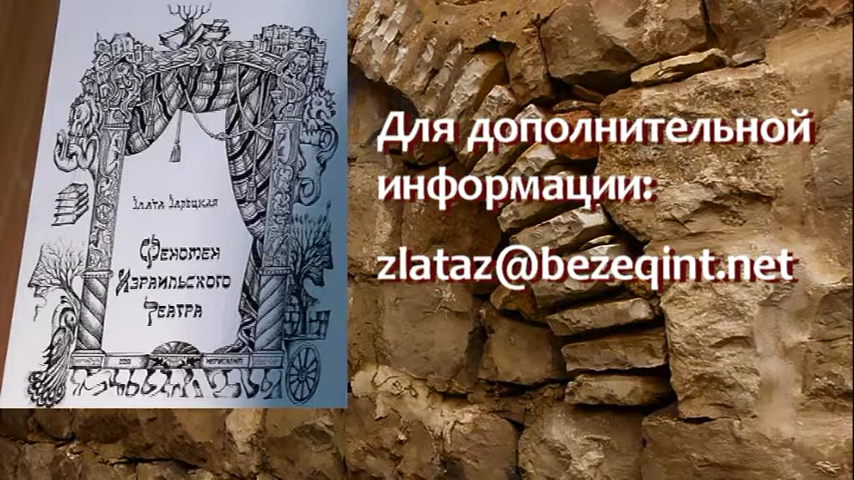 Злата Зарецкая
Феномен
Израильского
Театра
Для дополнительной
информации:
zlataz@bezeqint.net